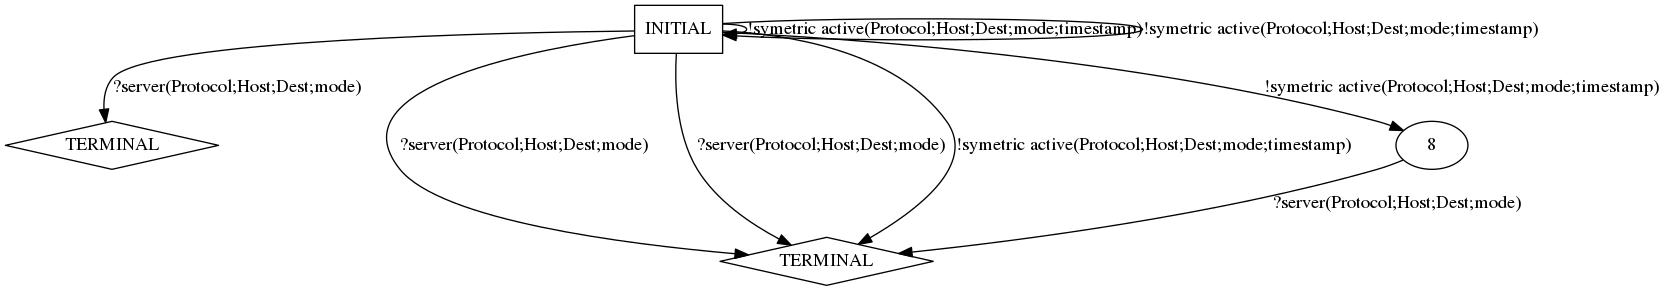 INITIAL
!symetric active(Protocol;Host;Dest;mode;timestamp)
!symetric active(Protocol;Host;Dest;mode;timestamp)
?server(Protocol;Host;Dest;mode)
!symetric active(Protocol;Host;Dest;mode;timestamp)
TERMINAL
?server(Protocol;Host;Dest;mode)
?server(Protocol;Host;Dest;mode)
!symetric active(Protocol;Host;Dest;mode;timestamp)
8
?server(Protocol;Host;Dest;mode)
TERMINAL